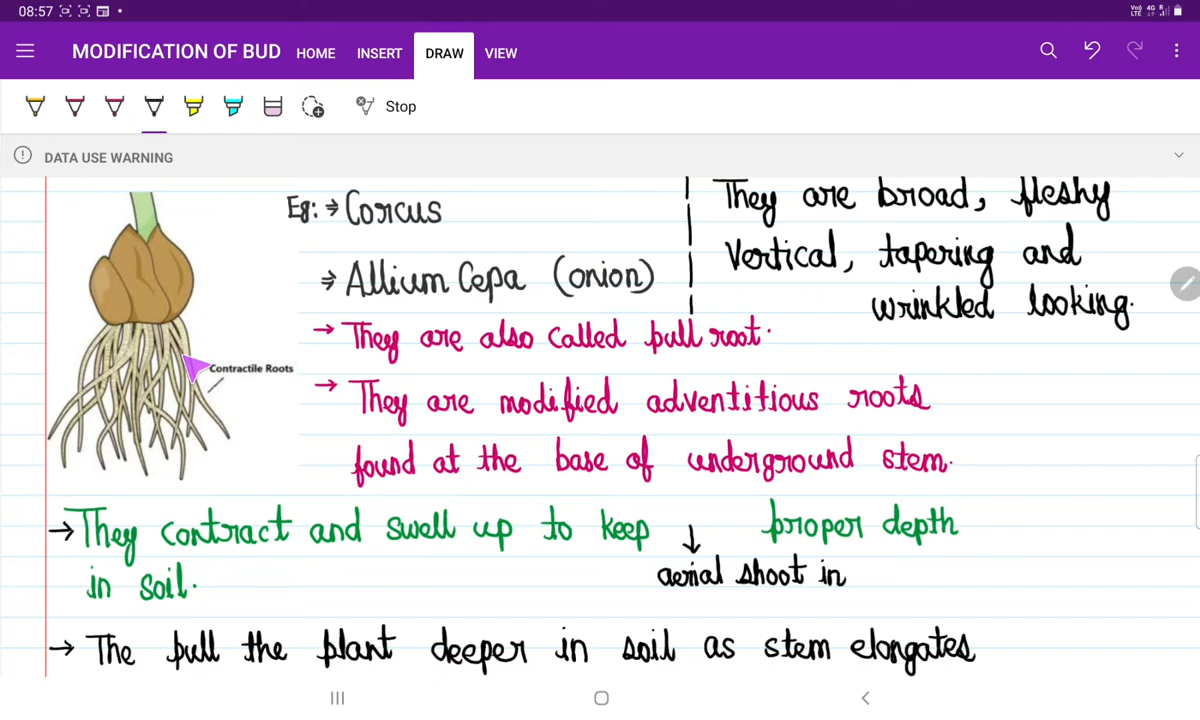 08:57
Vo)) 4G R
LTE
MODIFICATION OF BUD HOME INSERT DRAW VIEW
Stop
DATA USE WARNING
Eg: → Corcus
→ Allium Cepa (onion)
They are broad, fleshy
Vertical, tapering and
wrinkled looking.
Contractile Roots
→ They are also called pull root.
→ They are modified adventitious roots
found at the base of underground stem.
→ They contract and swell up to keep ↓ proper depth
aerial shoot in
in soil.
→ The pull the plant deeper in soil as stem elongates